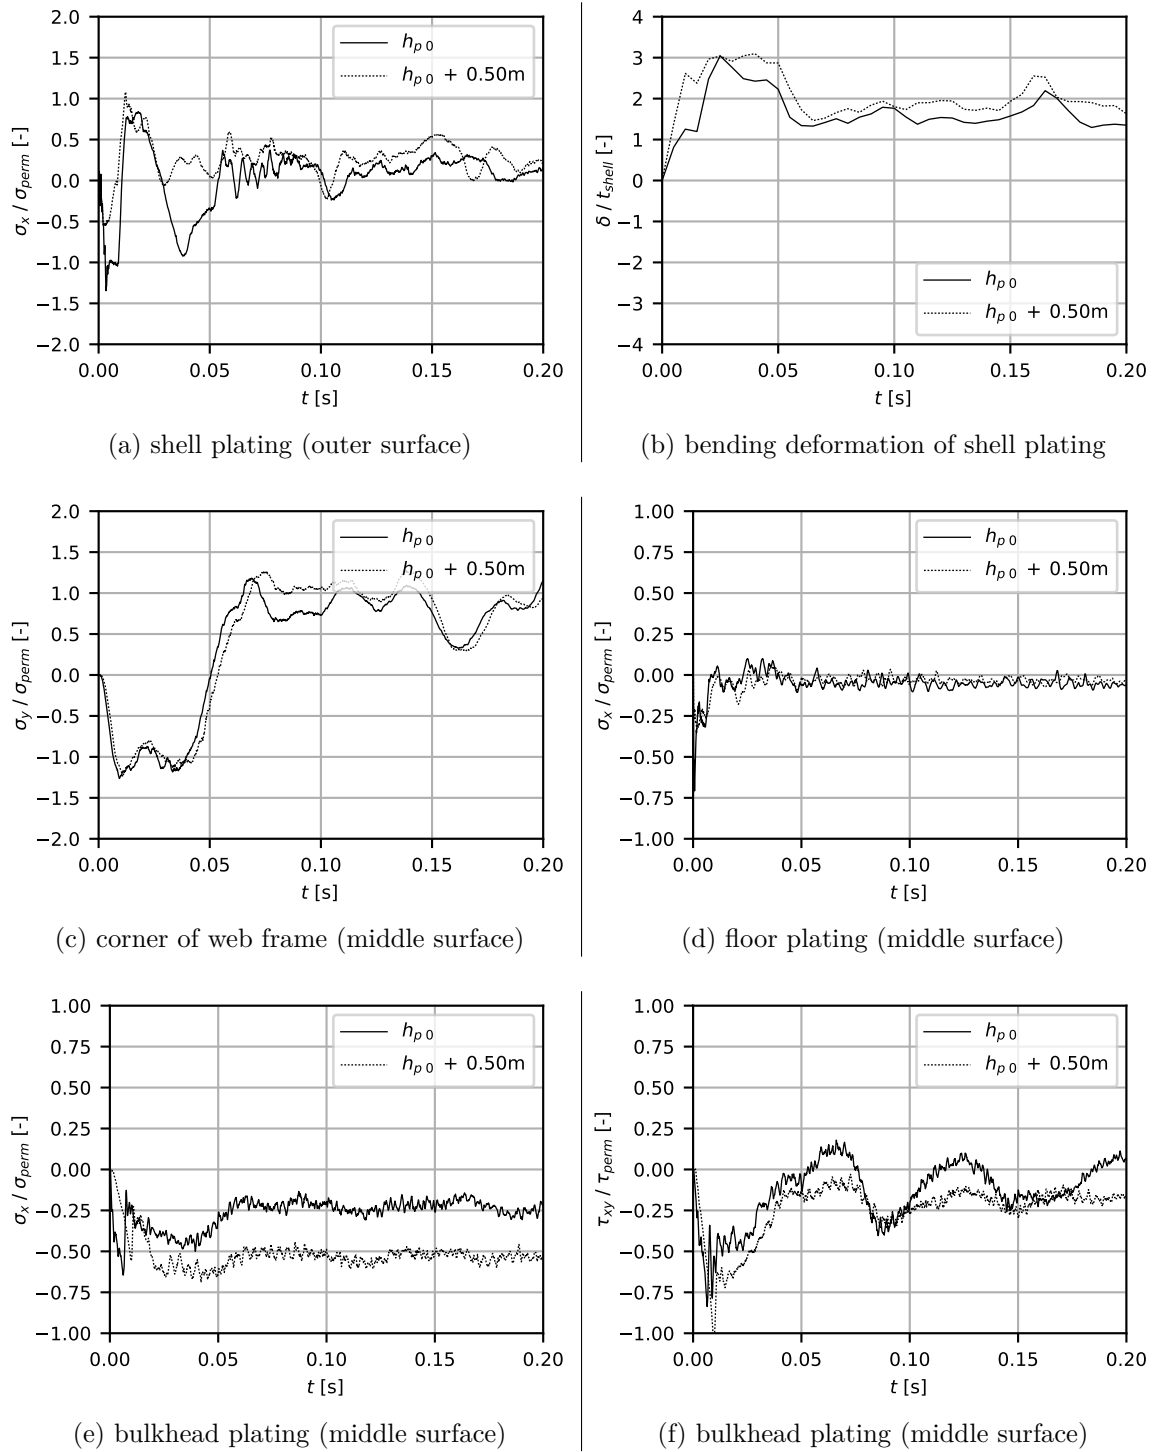 2.0
1.5
1.0
0.5
0.0
−0.5
−1.0
−1.5
−2.0
σx / σperm [-]
hp 0
hp 0 + 0.50m
0.00 0.05 0.10 0.15 0.20
t [s]
(a) shell plating (outer surface)
4
3
2
1
0
−1
−2
−3
−4
δ / tshell [-]
hp 0
hp 0 + 0.50m
0.00 0.05 0.10 0.15 0.20
t [s]
(b) bending deformation of shell plating
2.0
1.5
1.0
0.5
0.0
−0.5
−1.0
−1.5
−2.0
σy / σperm [-]
hp 0
hp 0 + 0.50m
0.00 0.05 0.10 0.15 0.20
t [s]
(c) corner of web frame (middle surface)
1.00
0.75
0.50
0.25
0.00
−0.25
−0.50
−0.75
−1.00
σx / σperm [-]
hp 0
hp 0 + 0.50m
0.00 0.05 0.10 0.15 0.20
t [s]
(d) floor plating (middle surface)
1.00
0.75
0.50
0.25
0.00
−0.25
−0.50
−0.75
−1.00
σx / σperm [-]
hp 0
hp 0 + 0.50m
0.00 0.05 0.10 0.15 0.20
t [s]
(e) bulkhead plating (middle surface)
1.00
0.75
0.50
0.25
0.00
−0.25
−0.50
−0.75
−1.00
τxy / τperm [-]
hp 0
hp 0 + 0.50m
0.00 0.05 0.10 0.15 0.20
t [s]
(f) bulkhead plating (middle surface)